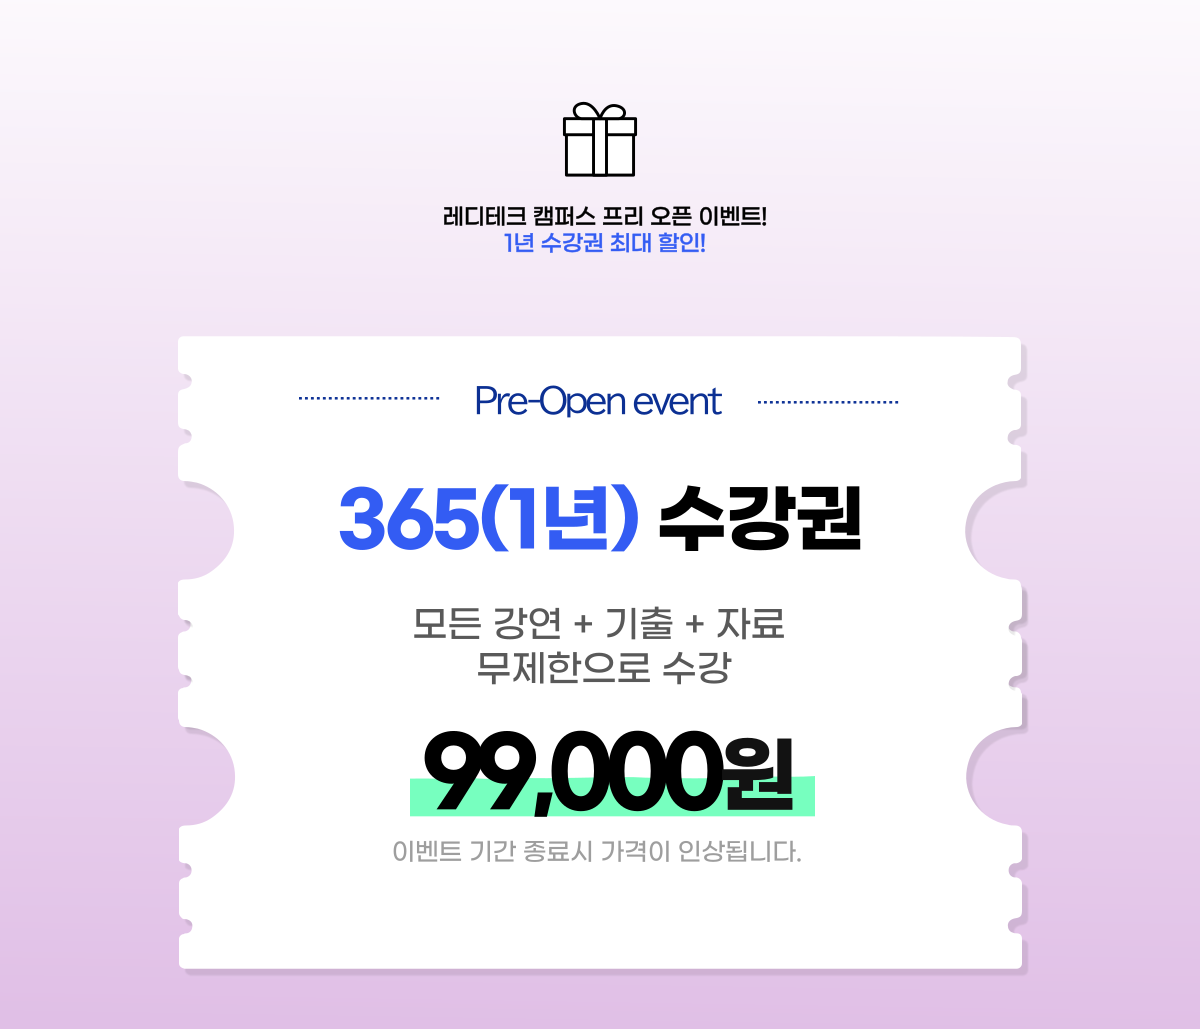 레디테크 캠퍼스 프리 오픈 이벤트!
1년 수강권 최대 할인!
Pre-Open event
365(1년) 수강권
모든 강연 + 기출 + 자료
무제한으로 수강
99,000원
이벤트 기간 종료시 가격이 인상됩니다.